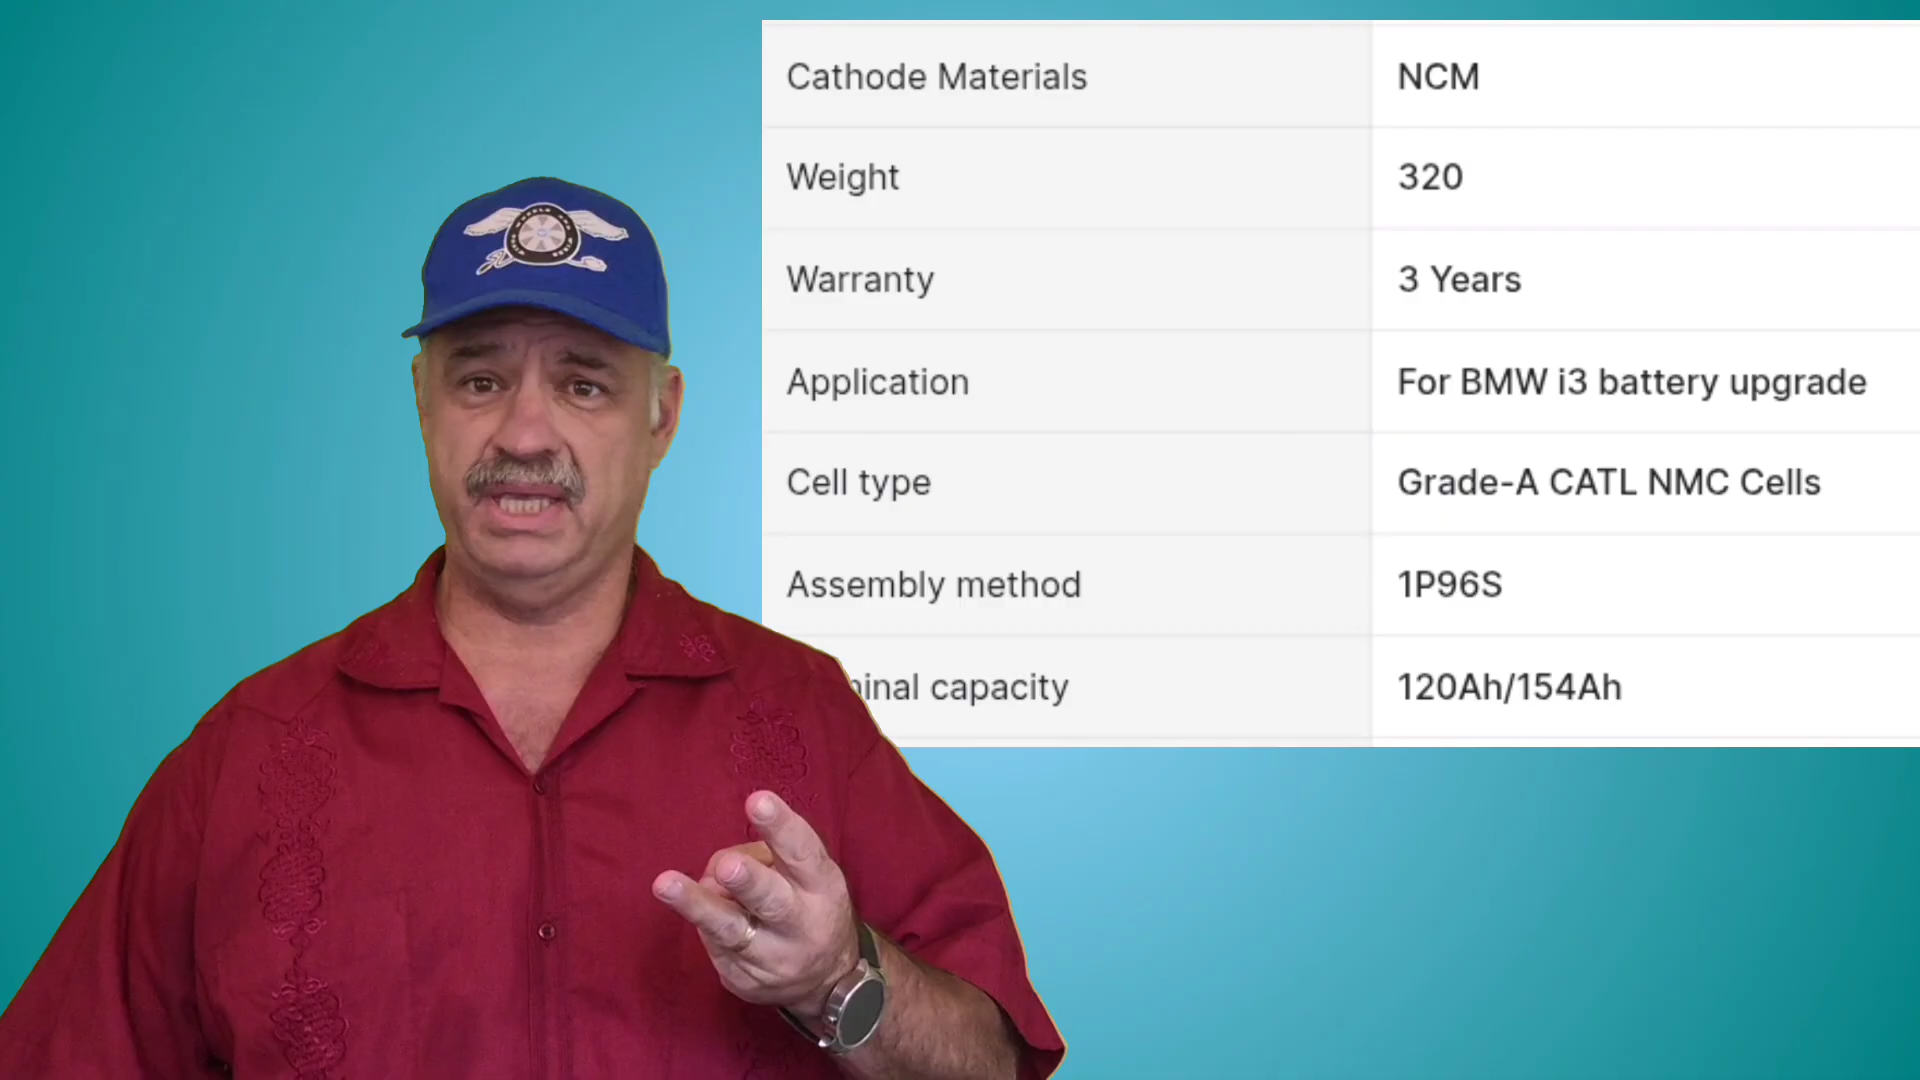 Cathode Materials NCM
Weight 320
Warranty 3 Years
Application For BMW i3 battery upgrade
Cell type Grade-A CATL NMC Cells
Assembly method 1P96S
capacity 120Ah/154Ah